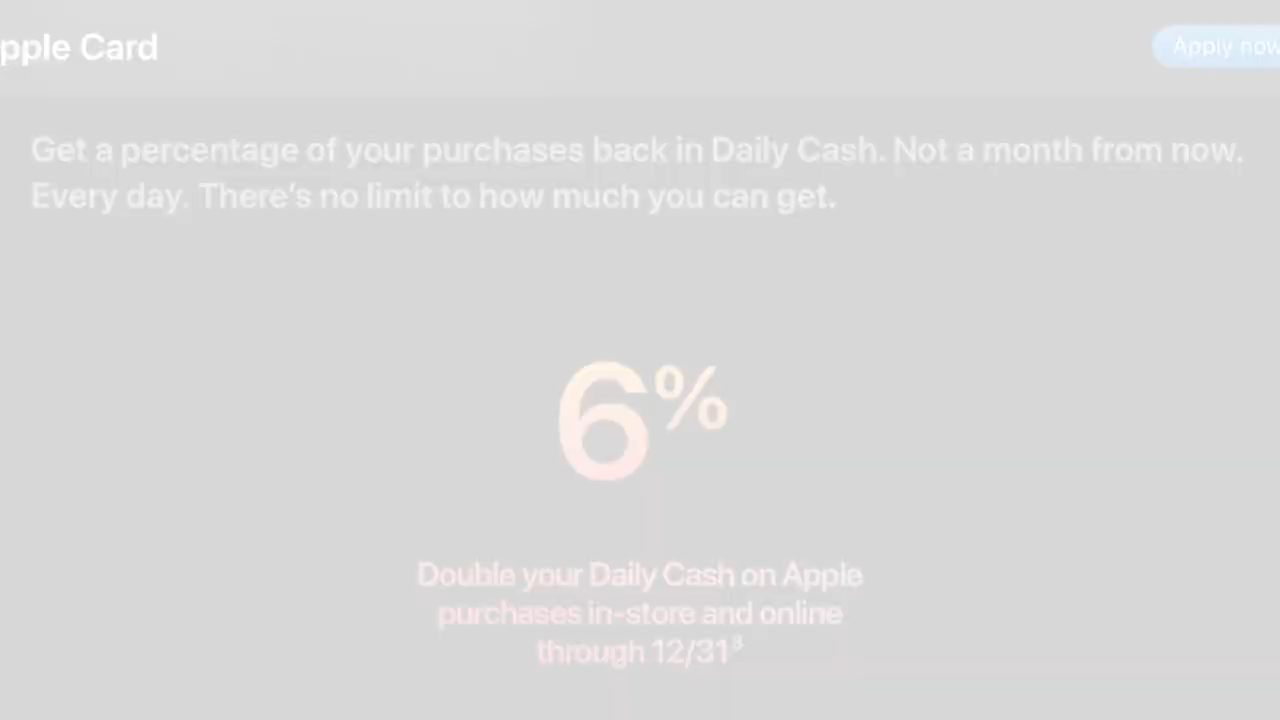 pple Card
Apply now
Get a percentage of your purchases back in Daily Cash. Not a month from now.
Every day. There's no limit to how much you can get.
6%
Double your Daily Cash on Apple
purchases in-store and online
through 12/31³